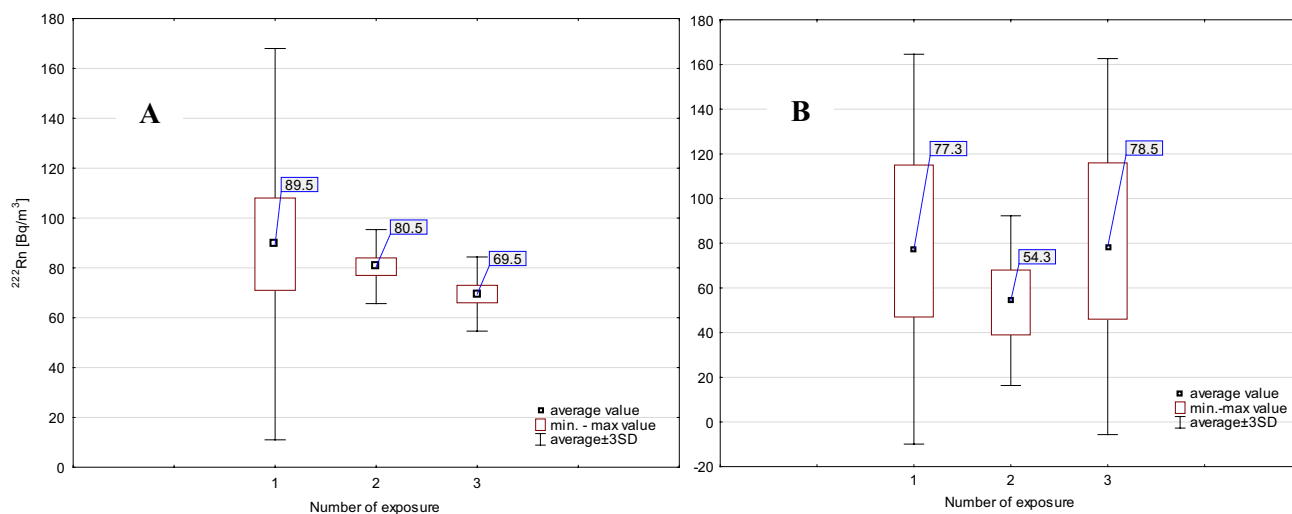 A
²²²Rn [Bq/m³]
180
160
140
120
100
80
60
40
20
0
89.5
80.5
69.5
average value
min. - max value
average±3SD
1 2 3
Number of exposure
B
180
160
140
120
100
80
60
40
20
0
-20
77.3
54.3
78.5
average value
min.-max value
average±3SD
1 2 3
Number of exposure